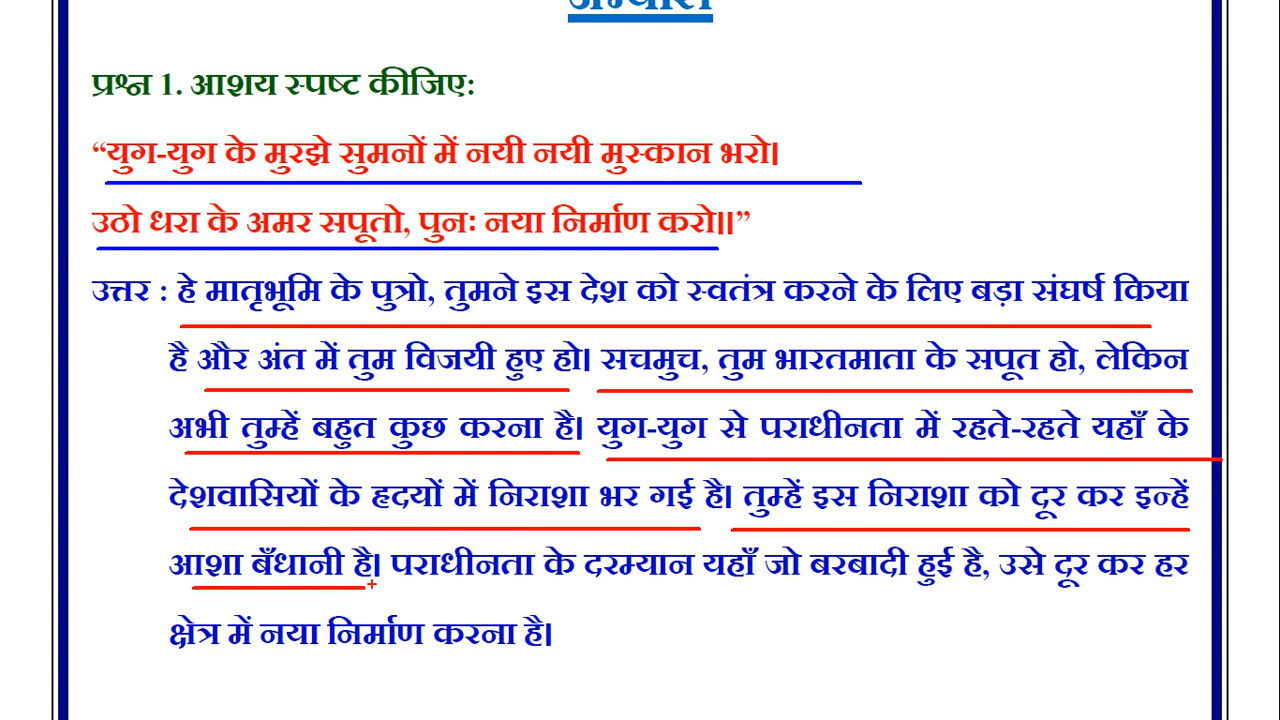 प्रश्न 1. आशय स्पष्ट कीजिए:
“युग-युग के मुरझे सुमनों में नयी नयी मुस्कान भरो।
उठो धरा के अमर सपूतो, पुनः नया निर्माण करो॥”
उत्तर : हे मातृभूमि के पुत्रो, तुमने इस देश को स्वतंत्र करने के लिए बड़ा संघर्ष किया
है और अंत में तुम विजयी हुए हो। सचमुच, तुम भारतमाता के सपूत हो, लेकिन
अभी तुम्हें बहुत कुछ करना है। युग-युग से पराधीनता में रहते-रहते यहाँ के
देशवासियों के हृदयों में निराशा भर गई है। तुम्हें इस निराशा को दूर कर इन्हें
आशा बँधानी है। पराधीनता के दरम्यान यहाँ जो बरबादी हुई है, उसे दूर कर हर
क्षेत्र में नया निर्माण करना है।